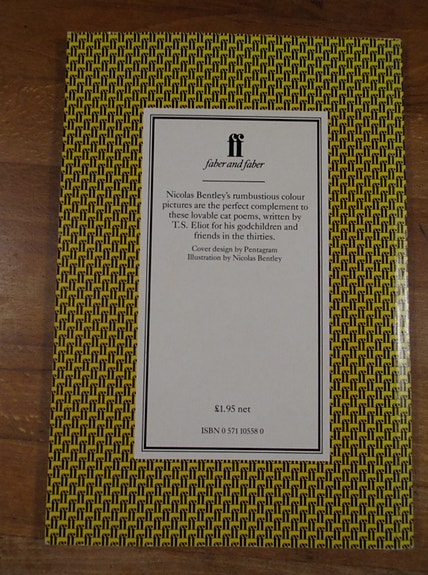 ff
faber and faber
Nicolas Bentley's rumbustious colour
pictures are the perfect complement to
these lovable cat poems, written by
T.S. Eliot for his godchildren and
friends in the thirties.
Cover design by Pentagram
Illustration by Nicolas Bentley
£1.95 net
ISBN 0 571 10558 0